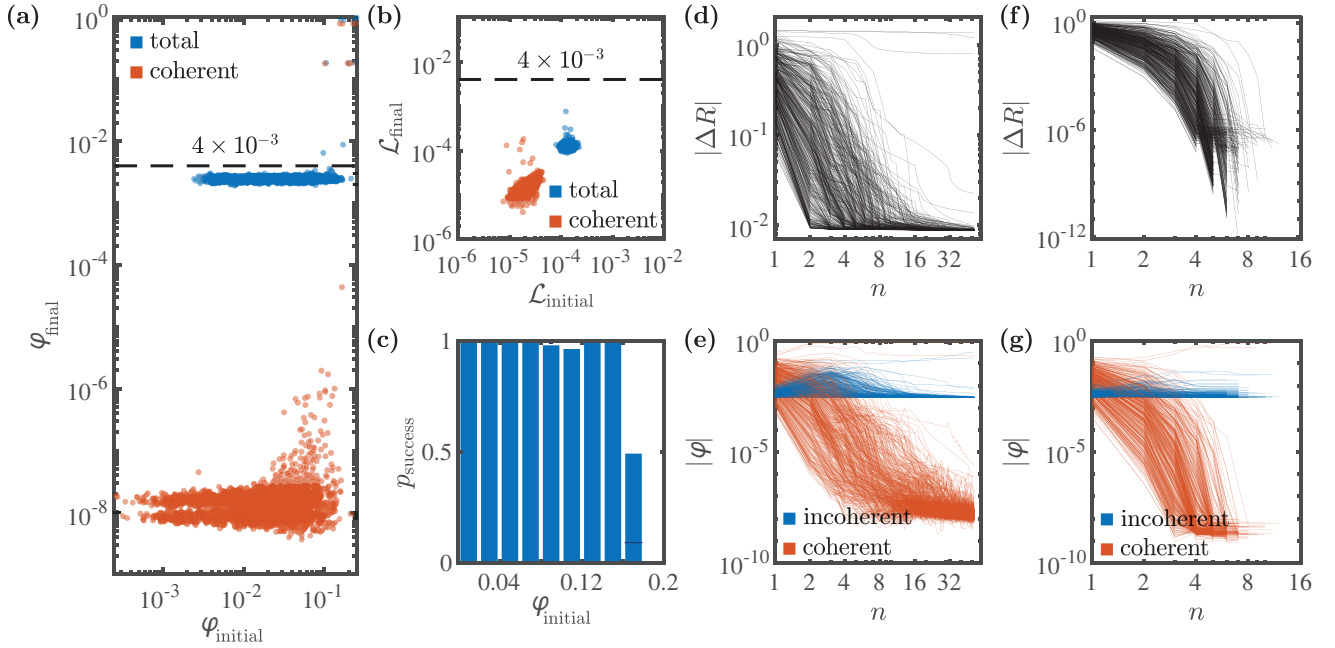 (a)
10^0
total
coherent
10^-2
4 × 10^-3
10^-4
10^-6
10^-8
φ_final
10^-3
10^-2
10^-1
φ_initial
(b)
10^-2
4 × 10^-3
10^-4
total
coherent
10^-6
ℒ_final
10^-6
10^-5
10^-4
10^-3
10^-2
ℒ_initial
(c)
1
0.5
0
p_success
0.04
0.12
0.2
φ_initial
(d)
10^0
10^-1
10^-2
|ΔR|
1
2
4
8
16
32
n
(e)
10^0
10^-5
incoherent
coherent
10^-10
|φ|
1
2
4
8
16
32
n
(f)
10^0
10^-6
10^-12
|ΔR|
1
2
4
8
16
n
(g)
10^0
10^-5
incoherent
coherent
10^-10
|φ|
1
2
4
8
16
n